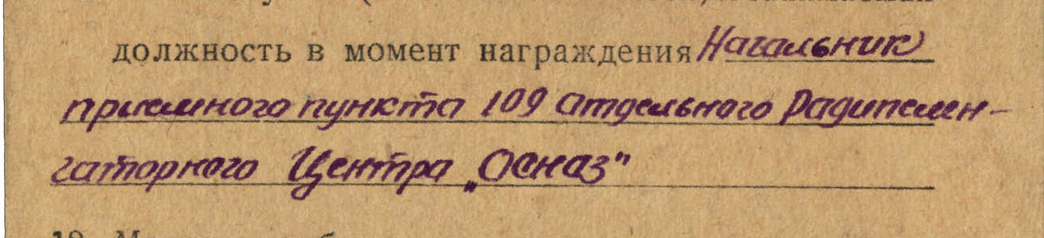 должность в момент награждения Начальник
приемного пункта 109 отдельного Радиопелен-
гаторного Центра „Осназ"